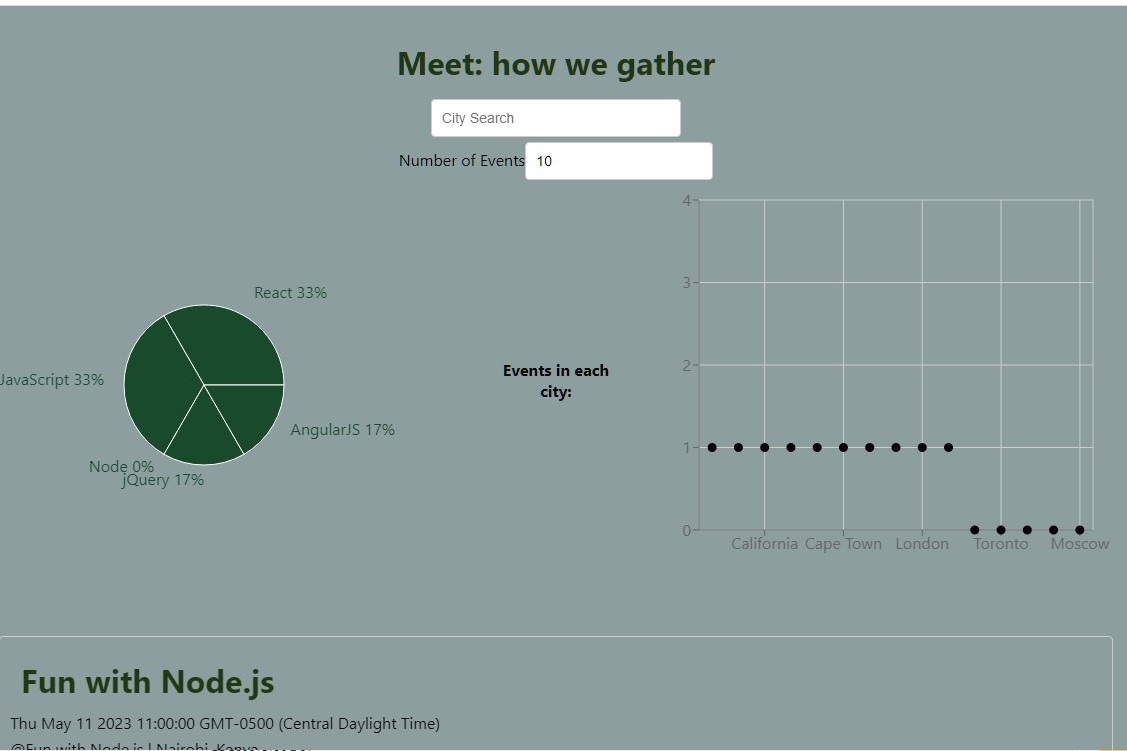 Meet: how we gather
City Search
Number of Events 10
React 33%
JavaScript 33%
AngularJS 17%
Node 0%
jQuery 17%
Events in each
city:
4
3
2
1
0
California Cape Town London Toronto Moscow
Fun with Node.js
Thu May 11 2023 11:00:00 GMT-0500 (Central Daylight Time)
@Fun with Node.js | Nairobi, Kenya